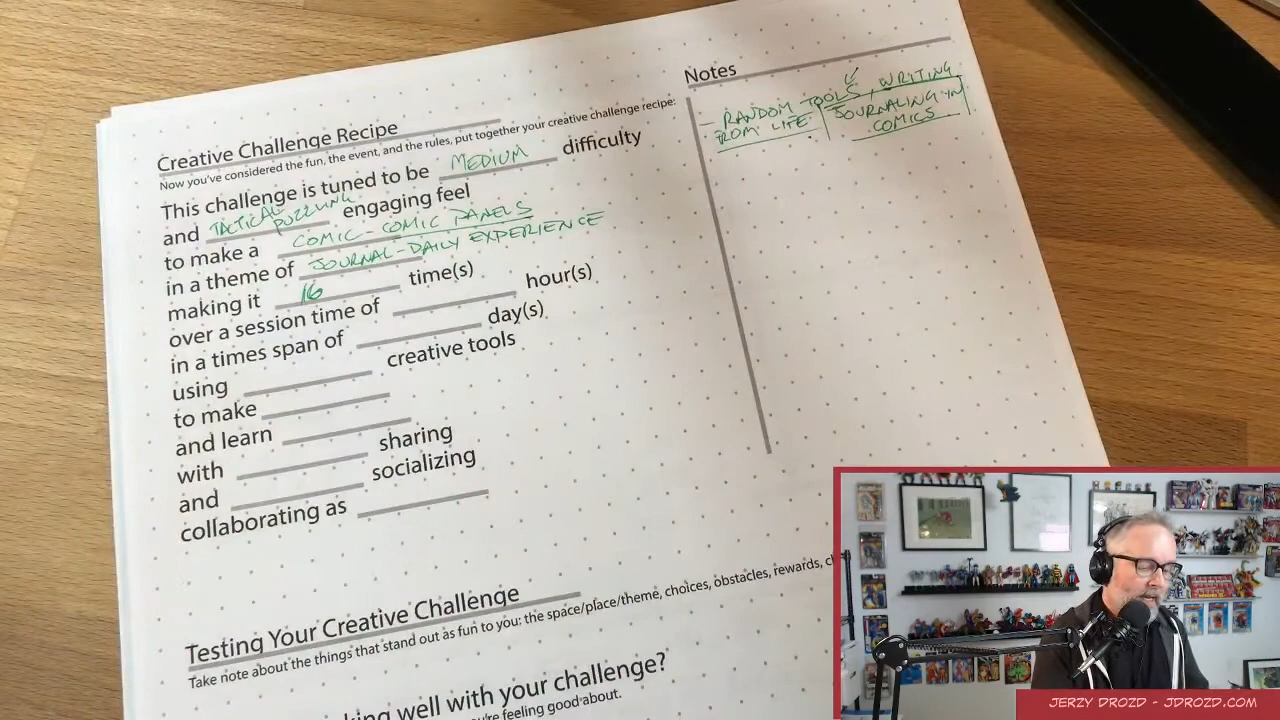 Creative Challenge Recipe
Now you've considered the fun, the event, and the rules, put together your creative challenge recipe:
This challenge is tuned to be MEDIUM difficulty
and TACTICAL PUZZLING engaging feel
to make a COMIC-COMIC PANELS
in a theme of JOURNAL-DAILY EXPERIENCE
making it 16 time(s)
over a session time of hour(s)
in a times span of day(s)
using creative tools
to make
and learn
with sharing
and socializing
collaborating as
Notes
- RANDOM TOOLS, WRITING
FROM LIFE. JOURNALING IN
COMICS
Testing Your Creative Challenge
Take note about the things that stand out as fun to you: the space/place/theme, choices, obstacles, rewards,
king well with your challenge?
you're feeling good about.
JERZY DROZD - JDROZD.COM